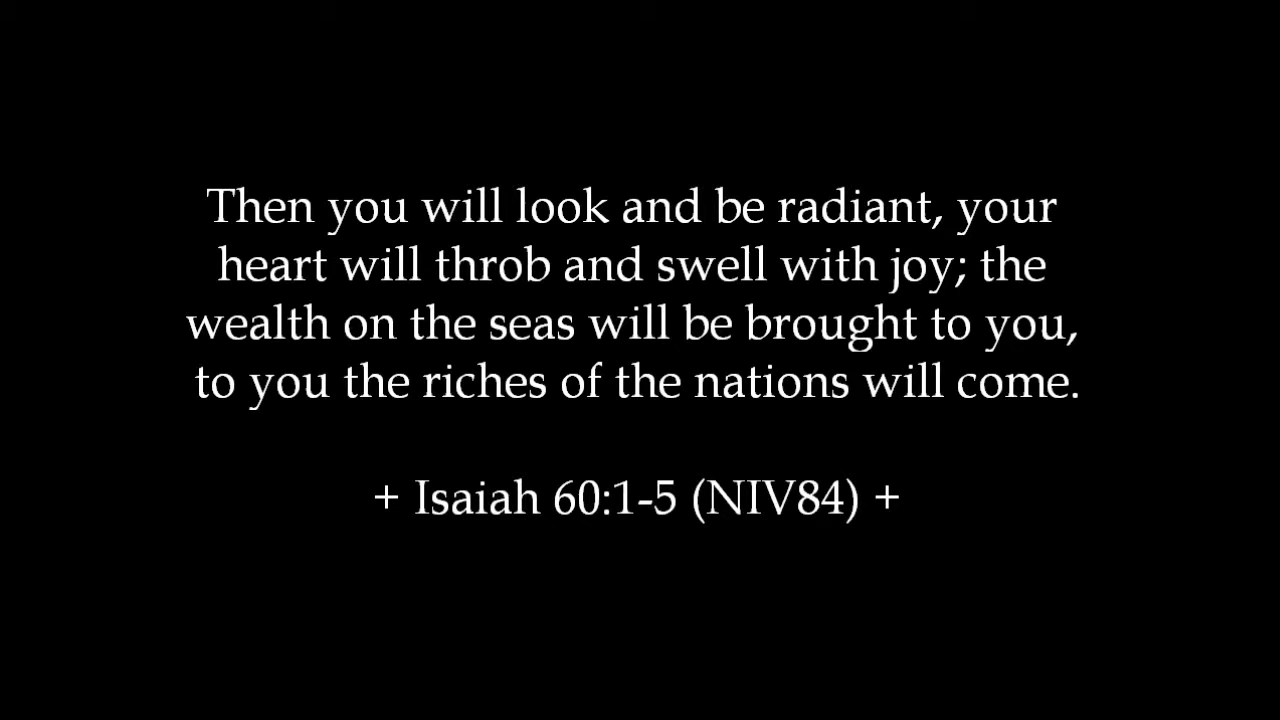 Then you will look and be radiant, your
heart will throb and swell with joy; the
wealth on the seas will be brought to you,
to you the riches of the nations will come.
+ Isaiah 60:1-5 (NIV84) +